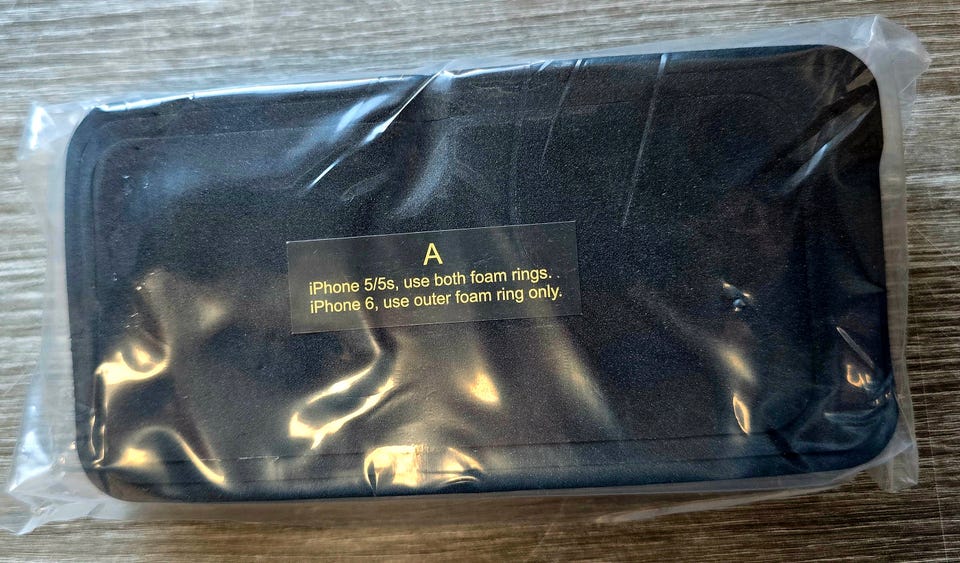 A
iPhone 5/5s, use both foam rings.
iPhone 6, use outer foam ring only.